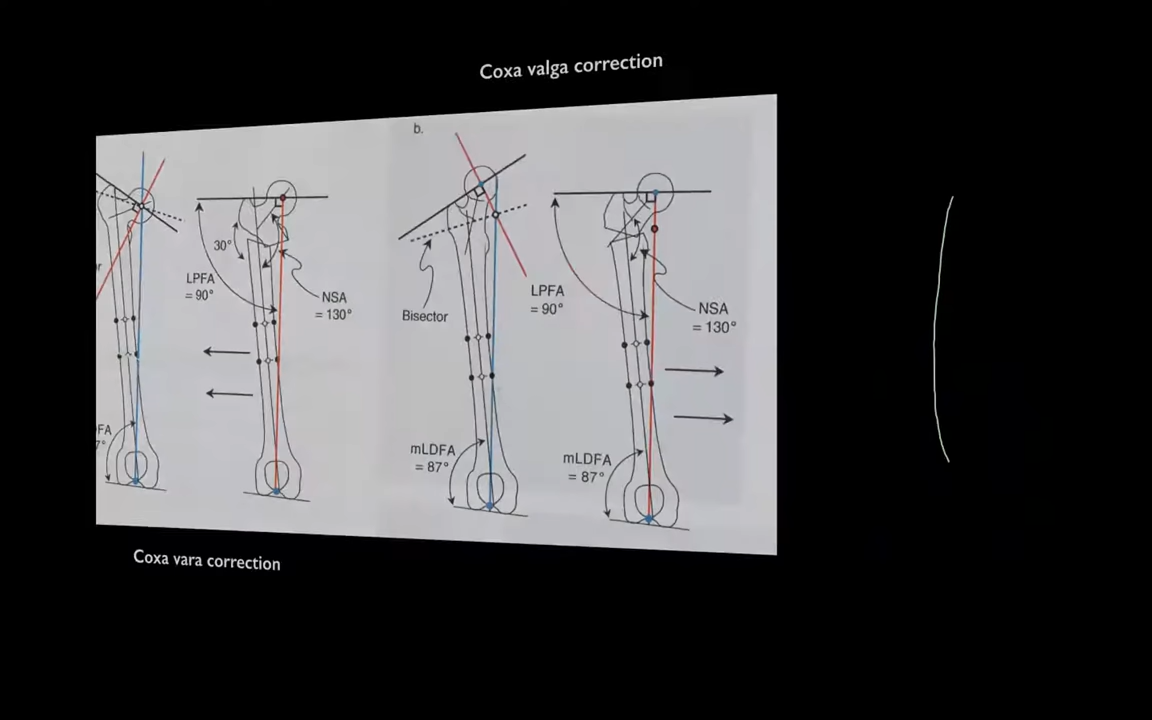 Coxa valga correction
b.
30°
LPFA
= 90°
NSA
= 130°
Bisector
LPFA
= 90°
NSA
= 130°
mLDFA
= 87°
mLDFA
= 87°
Coxa vara correction